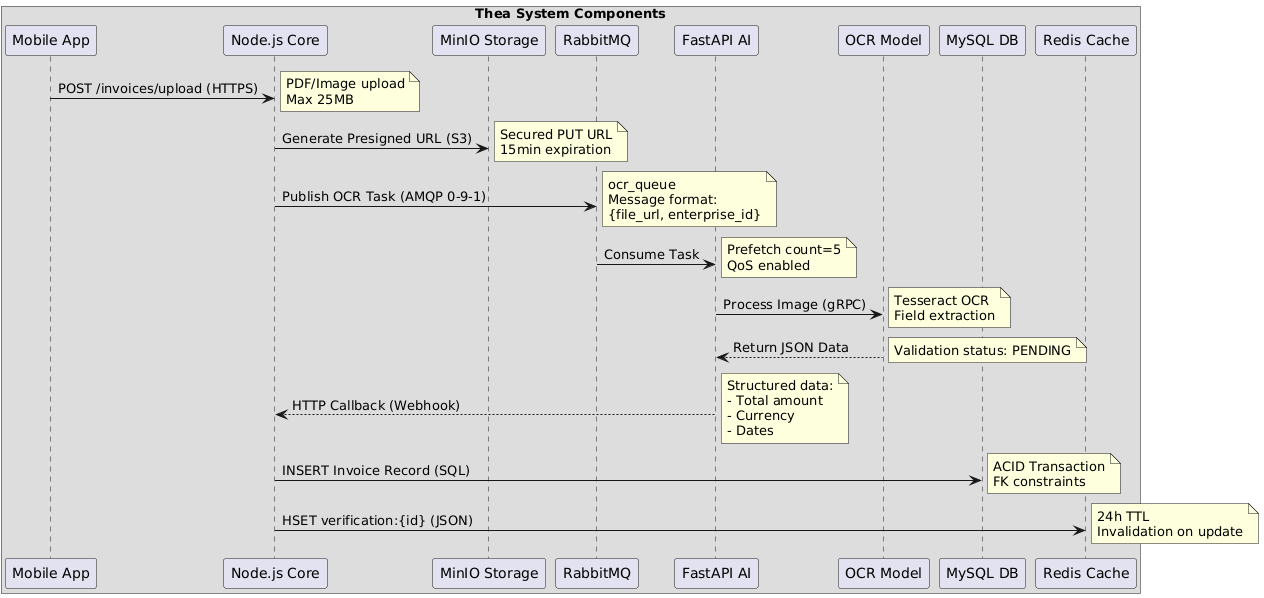 Thea System Components
Mobile App
Node.js Core
MinIO Storage
RabbitMQ
FastAPI AI
OCR Model
MySQL DB
Redis Cache
POST /invoices/upload (HTTPS)
PDF/Image upload
Max 25MB
Generate Presigned URL (S3)
Secured PUT URL
15min expiration
Publish OCR Task (AMQP 0-9-1)
ocr_queue
Message format:
{file_url, enterprise_id}
Consume Task
Prefetch count=5
QoS enabled
Process Image (gRPC)
Tesseract OCR
Field extraction
Return JSON Data
Validation status: PENDING
HTTP Callback (Webhook)
Structured data:
- Total amount
- Currency
- Dates
INSERT Invoice Record (SQL)
ACID Transaction
FK constraints
HSET verification:{id} (JSON)
24h TTL
Invalidation on update
Mobile App
Node.js Core
MinIO Storage
RabbitMQ
FastAPI AI
OCR Model
MySQL DB
Redis Cache